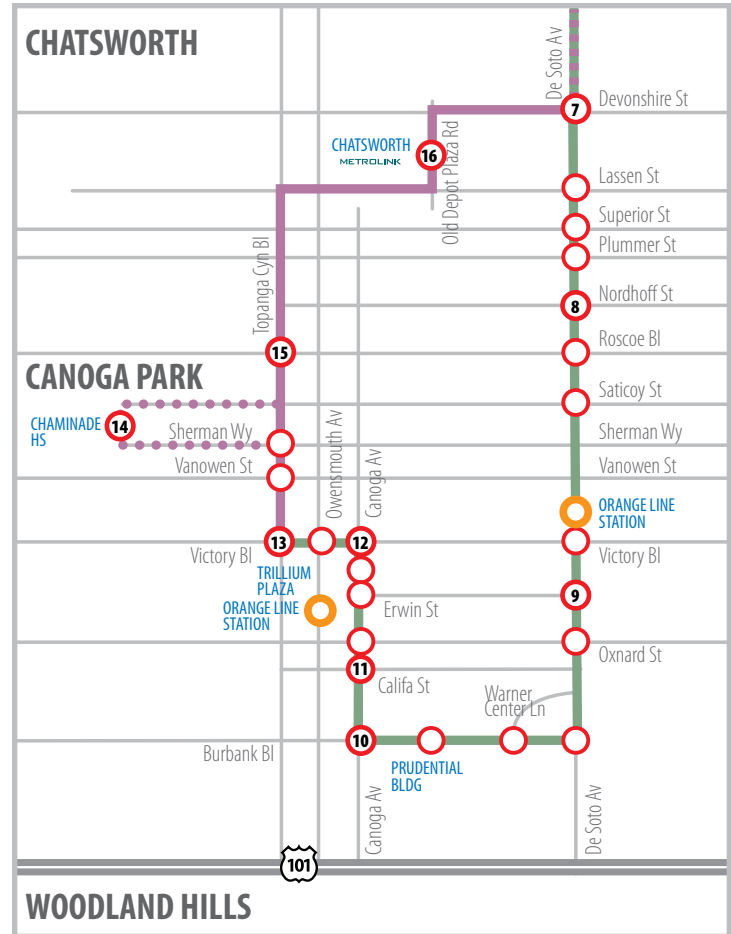 CHATSWORTH
De Soto Av
7
Devonshire St
CHATSWORTH
METROLINK
16
Old Depot Plaza Rd
Lassen St
Superior St
Plummer St
Topanga Cyn Bl
8
Nordhoff St
15
Roscoe Bl
CANOGA PARK
Saticoy St
CHAMINADE
HS
14
Sherman Wy
Sherman Wy
Vanowen St
Vanowen St
Owensmouth Av
Canoga Av
ORANGE LINE
STATION
13
12
Victory Bl
Victory Bl
TRILLIUM
PLAZA
ORANGE LINE
STATION
9
Erwin St
Oxnard St
11
Califa St
Warner
Center Ln
10
Burbank Bl
PRUDENTIAL
BLDG
Canoga Av
De Soto Av
101
WOODLAND HILLS